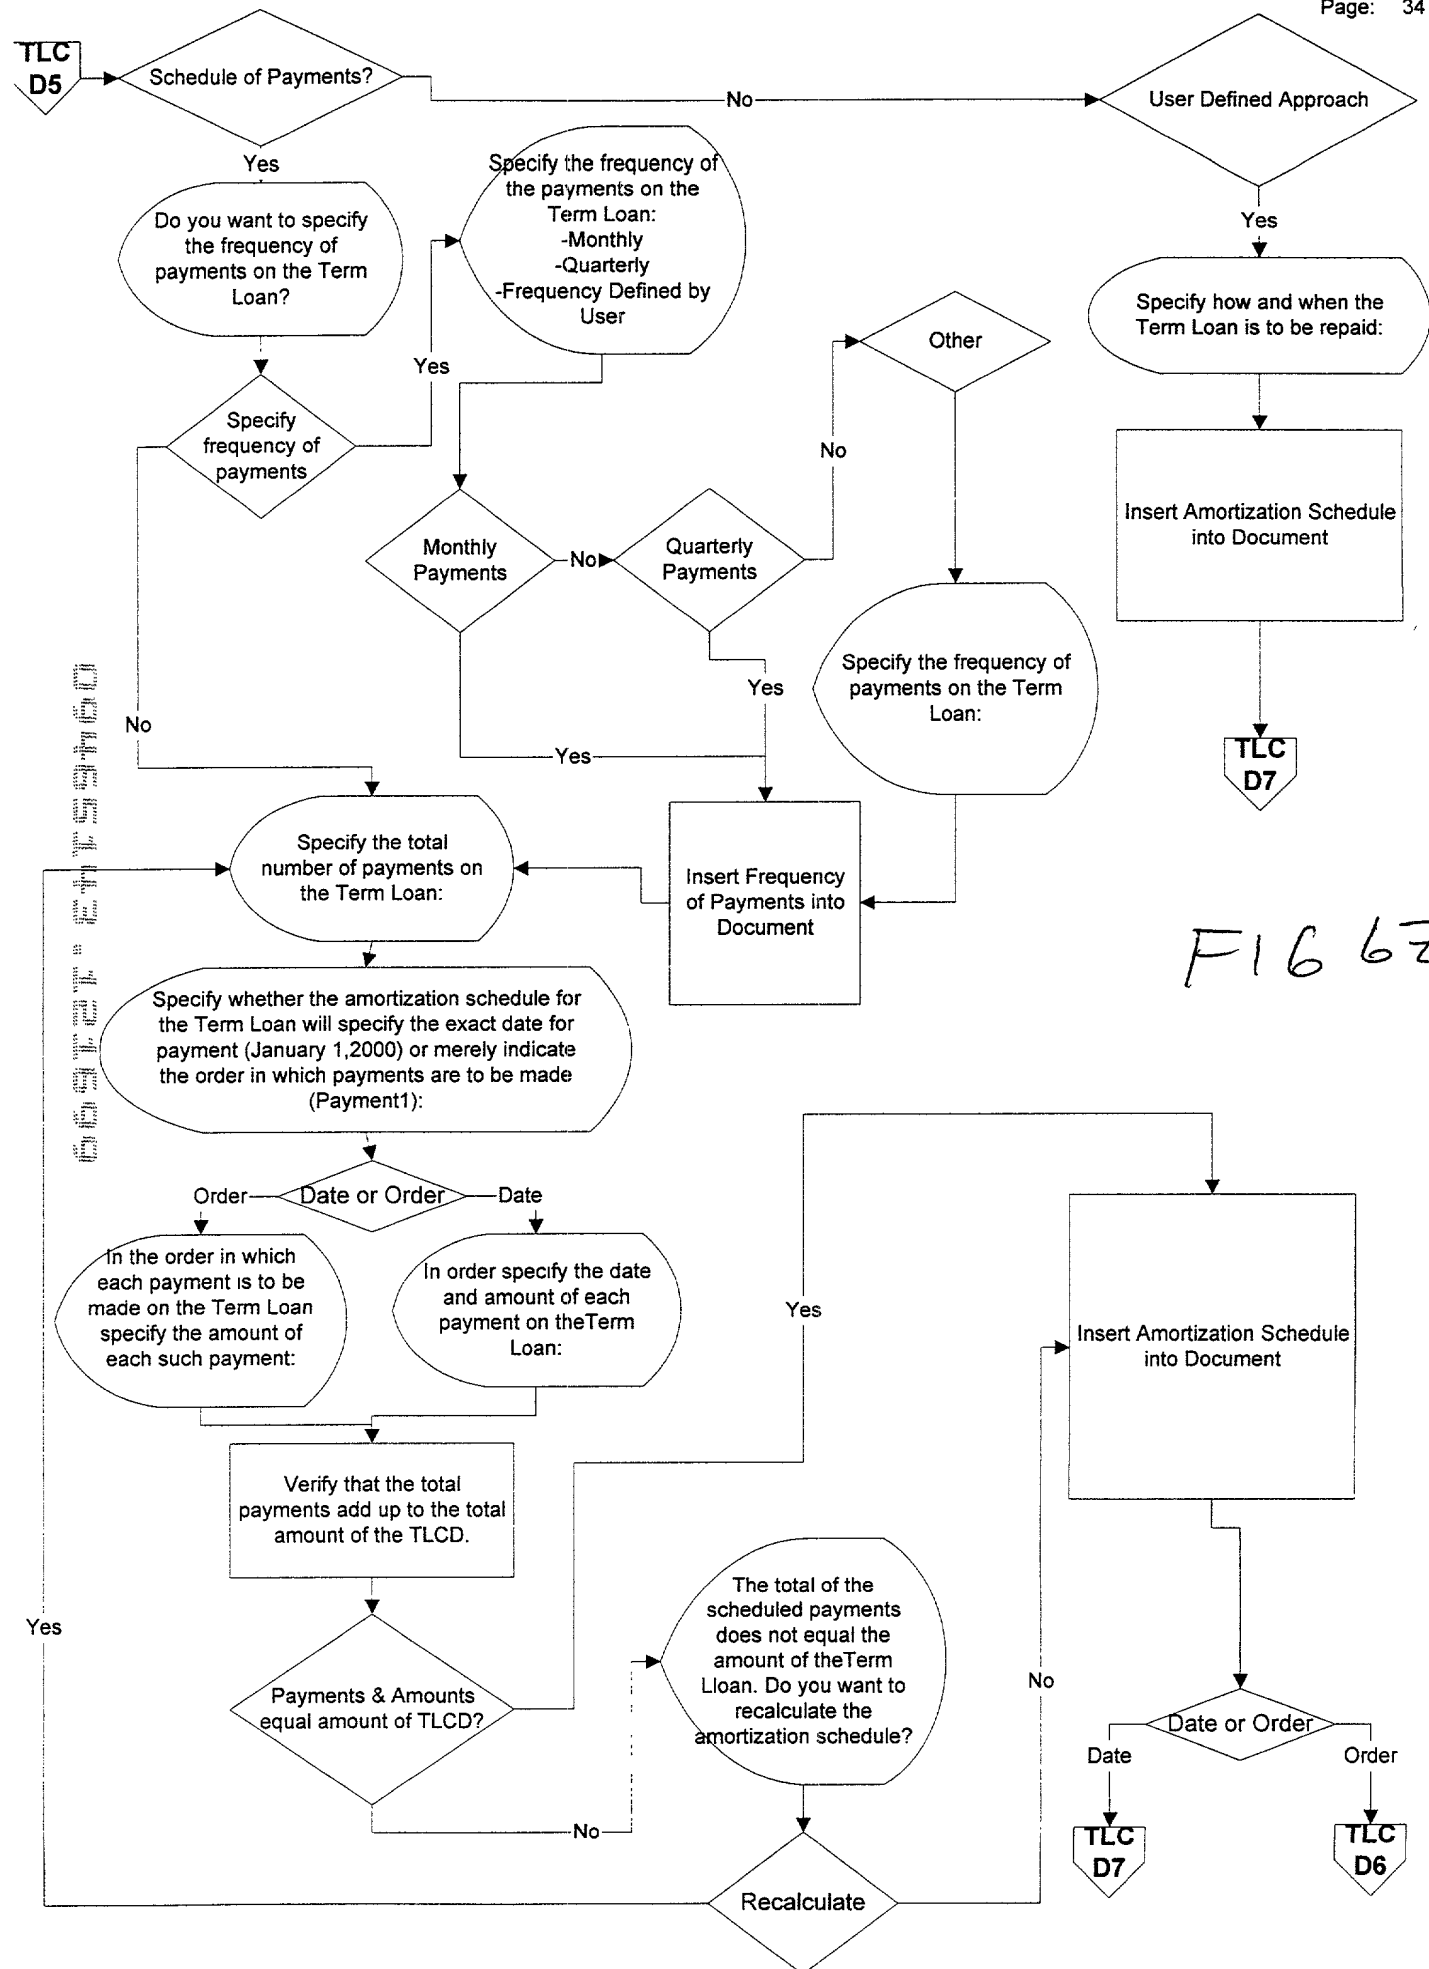 Page: 34
TLC
D5
Schedule of Payments?
No
User Defined Approach
Yes
Do you want to specify
the frequency of
payments on the Term
Loan?
Specify the frequency of
the payments on the
Term Loan:
-Monthly
-Quarterly
-Frequency Defined by
User
Yes
Specify how and when the
Term Loan is to be repaid:
Specify
frequency of
payments
Yes
Other
No
Insert Amortization Schedule
into Document
Monthly
Payments
No
Quarterly
Payments
Specify the frequency of
payments on the Term
Loan:
Yes
No
Yes
TLC
D7
Specify the total
number of payments on
the Term Loan:
Insert Frequency
of Payments into
Document
FIG 6Z
Specify whether the amortization schedule for
the Term Loan will specify the exact date for
payment (January 1,2000) or merely indicate
the order in which payments are to be made
(Payment1):
Order
Date or Order
Date
In the order in which
each payment is to be
made on the Term Loan
specify the amount of
each such payment:
In order specify the date
and amount of each
payment on theTerm
Loan:
Yes
Insert Amortization Schedule
into Document
Verify that the total
payments add up to the total
amount of the TLCD.
Yes
Payments & Amounts
equal amount of TLCD?
The total of the
scheduled payments
does not equal the
amount of theTerm
Lloan. Do you want to
recalculate the
amortization schedule?
No
No
Date or Order
Date
Order
TLC
D7
TLC
D6
Recalculate